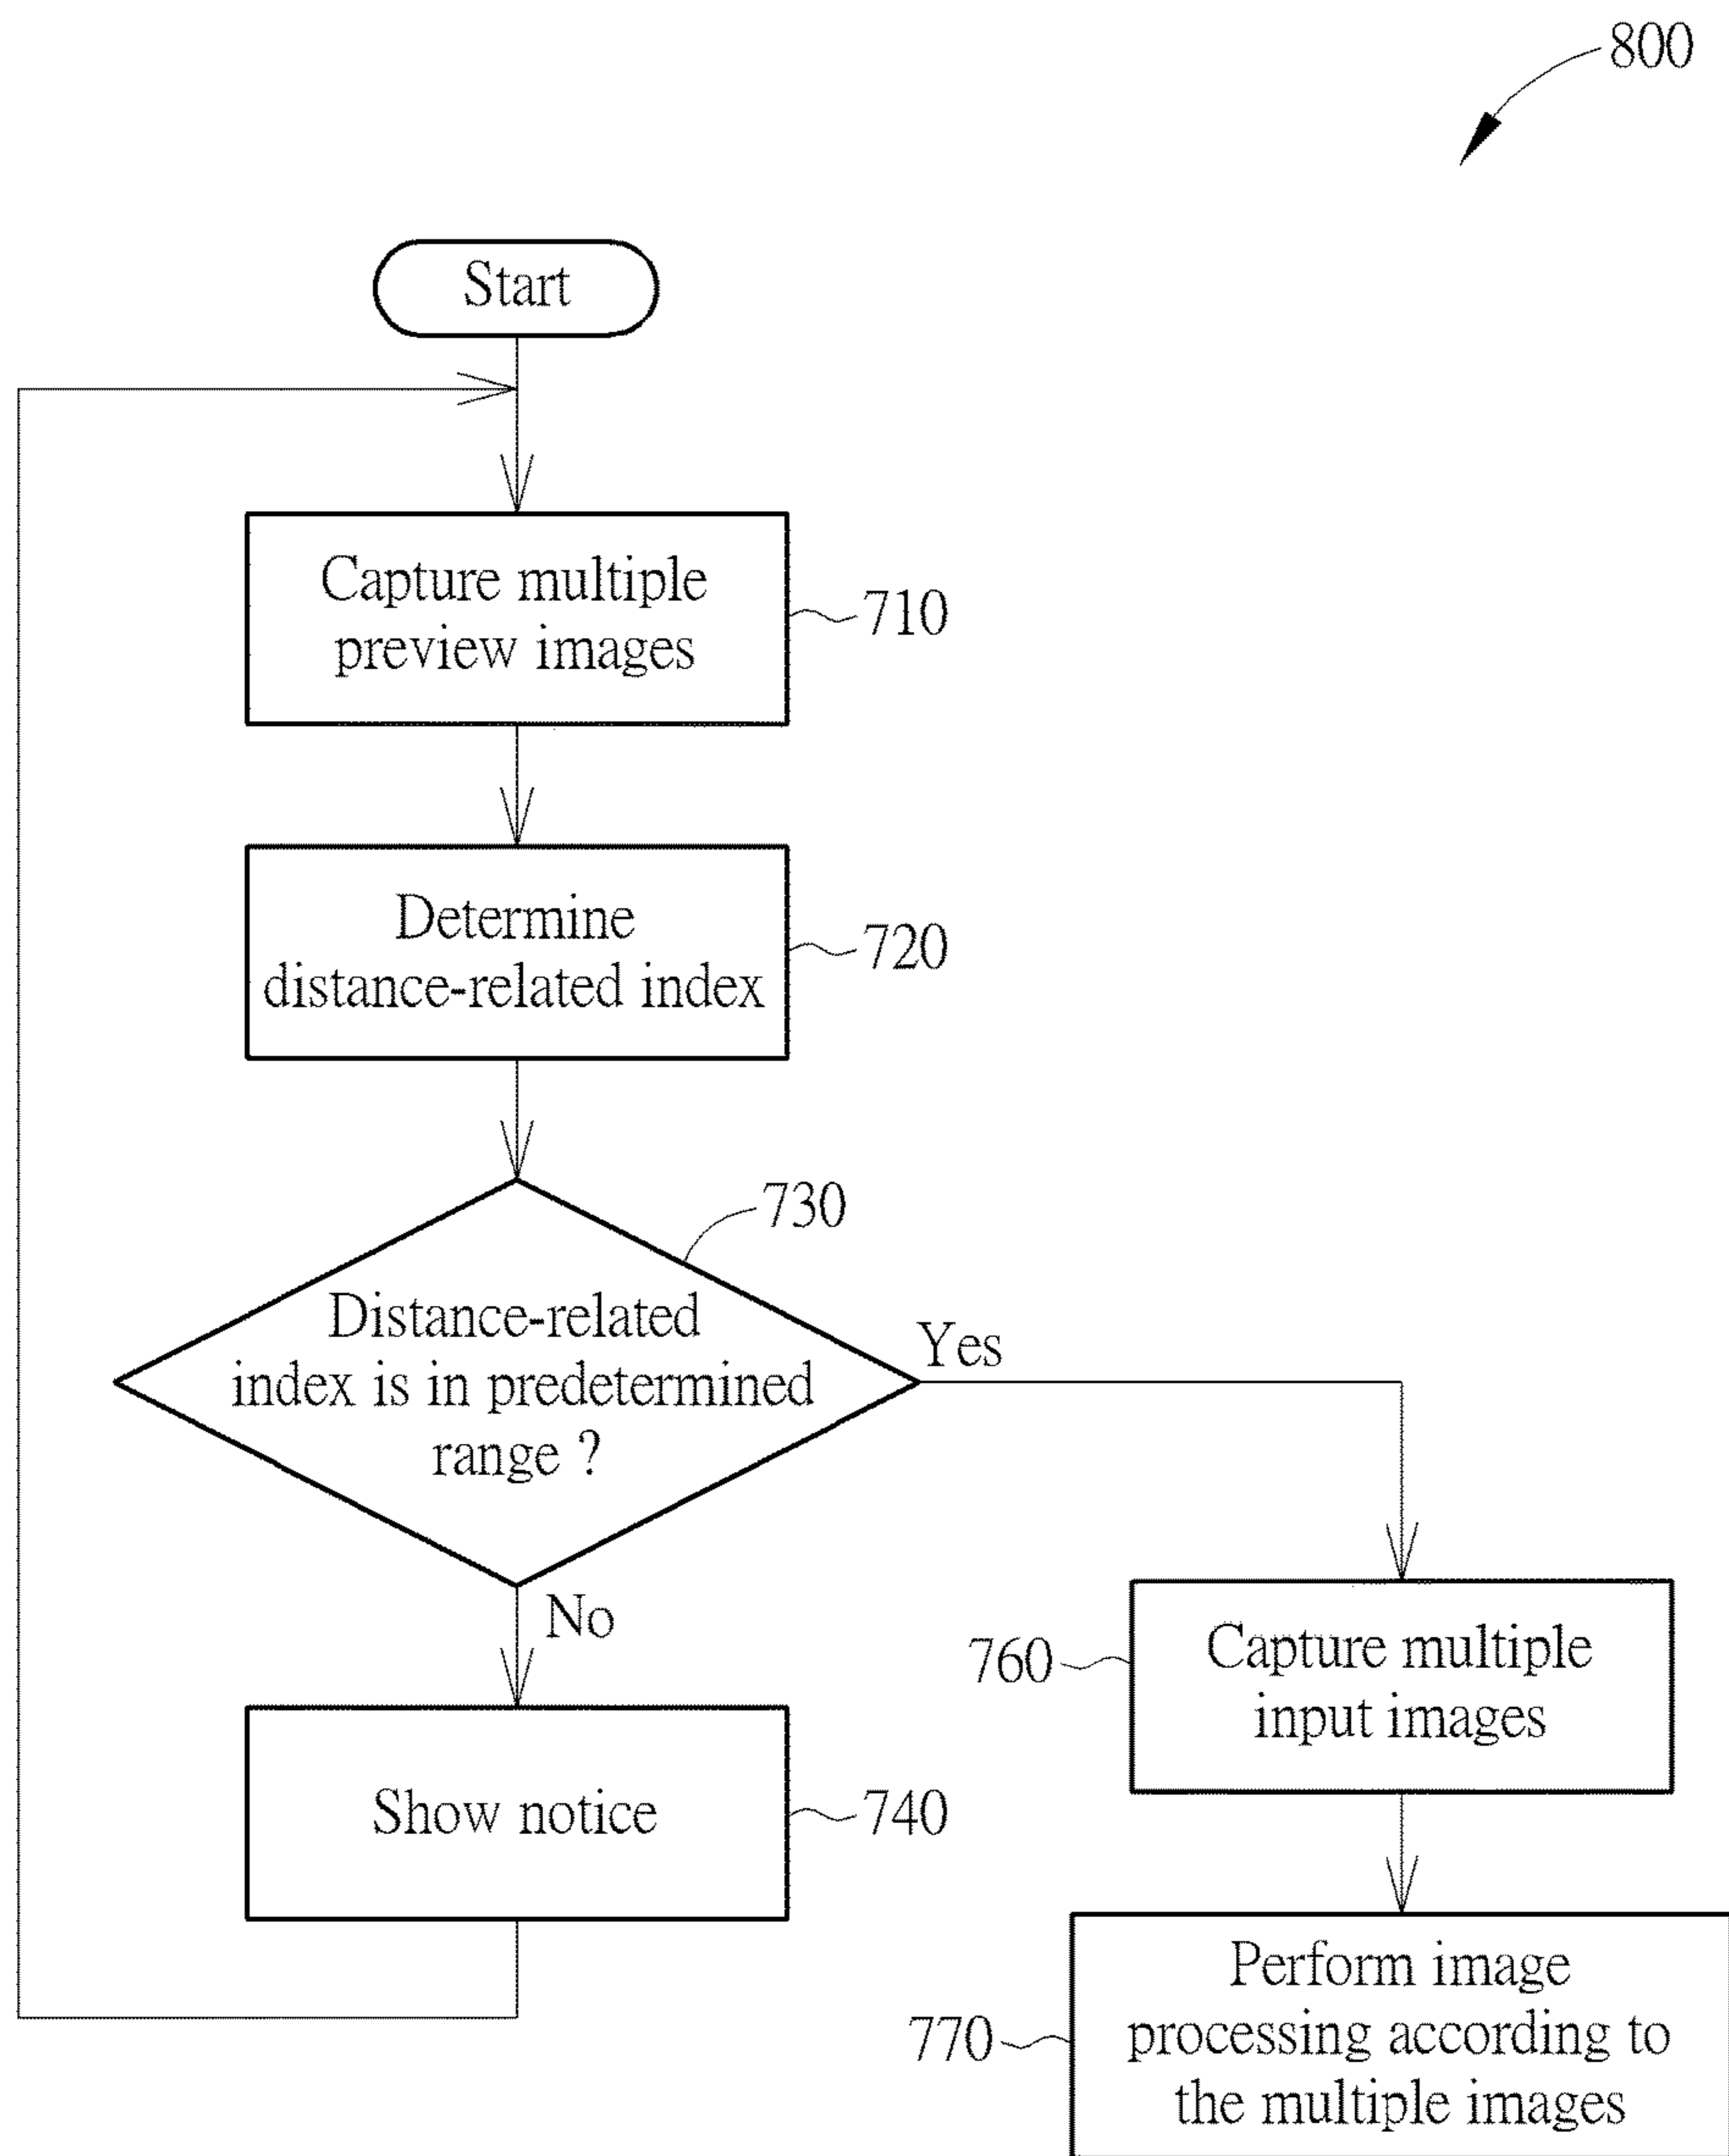 800
Start
Capture multiple
preview images
710
Determine
distance-related index
720
730
Distance-related
index is in predetermined
range ?
Yes
No
Show notice
740
760
Capture multiple
input images
770
Perform image
processing according to
the multiple images